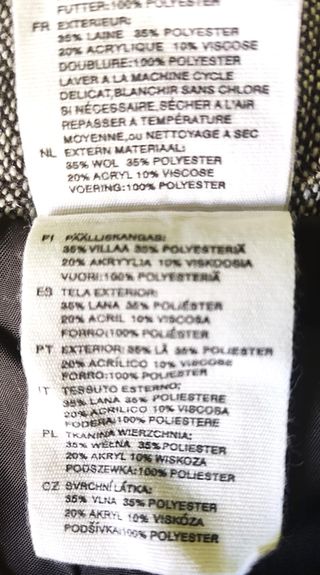 FUTTER:100% POLYESTER
FR EXTERIEUR:
35% LAINE 35% POLYESTER
20% ACRYLIQUE 10% VISCOSE
DOUBLURE:100% POLYESTER
LAVER A LA MACHINE CYCLE
DELICAT,BLANCHIR SANS CHLORE
SI NÉCESSAIRE,SÉCHER A L'AIR
REPASSER A TEMPÉRATURE
MOYENNE,OU NETTOYAGE A SEC
NL EXTERN MATERIAAL:
35% WOL 35% POLYESTER
20% ACRYL 10% VISCOSE
VOERING:100% POLYESTER
FI PÄÄLLISKANGAS:
35% VILLAA 35% POLYESTERIÄ
20% AKRYYLIA 10% VISKOOSIA
VUORI:100% POLYESTERIÄ
ES TELA EXTERIOR:
35% LANA 35% POLIÉSTER
20% ACRIL 10% VISCOSA
FORRO:100% POLIÉSTER
PT EXTERIOR:35% LÃ 35% POLIÉSTER
20% ACRÍLICO 10% VISCOSE
FORRO:100% POLIÉSTER
IT TESSUTO ESTERNO:
35% LANA 35% POLIESTERE
20% ACRILICO 10% VISCOSA
FODERA:100% POLIESTERE
PL TKANINA WIERZCHNIA:
35% WEŁNA 35% POLIESTER
20% AKRYL 10% WISKOZA
PODSZEWKA:100% POLIESTER
CZ SVRCHNÍ LÁTKA:
35% VLNA 35% POLYESTER
20% AKRYL 10% VISKÓZA
PODŠÍVKA:100% POLYESTER